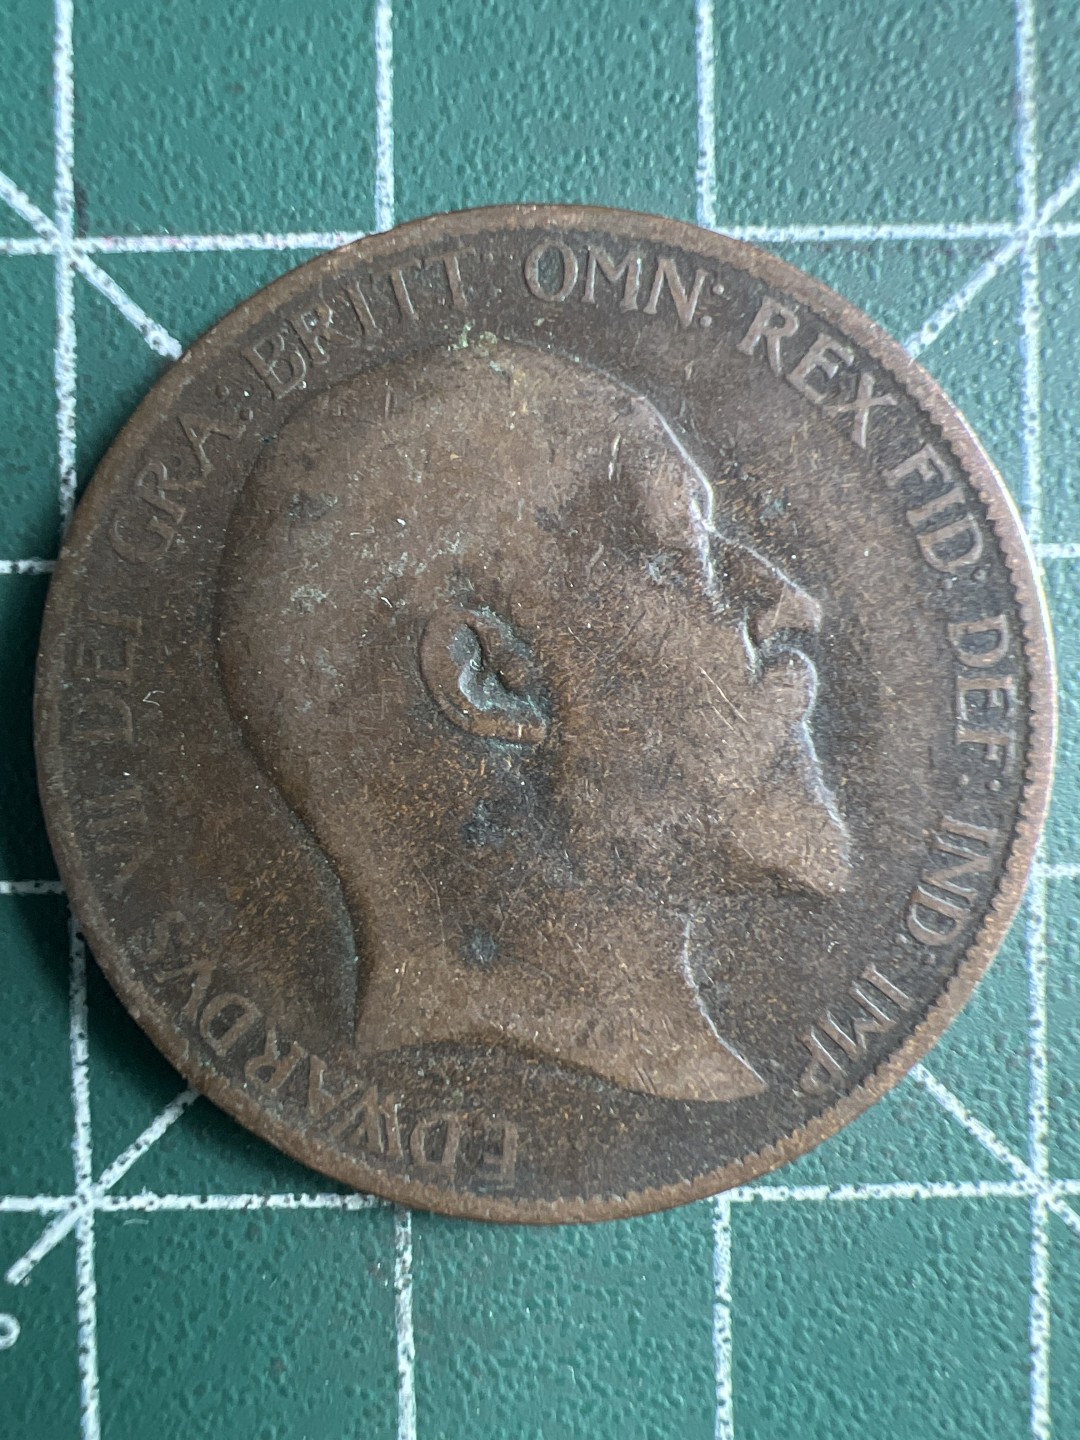 EDWARDVS VII DEI GRA: BRITT OMN: REX FID: DEF: IND: IMP: